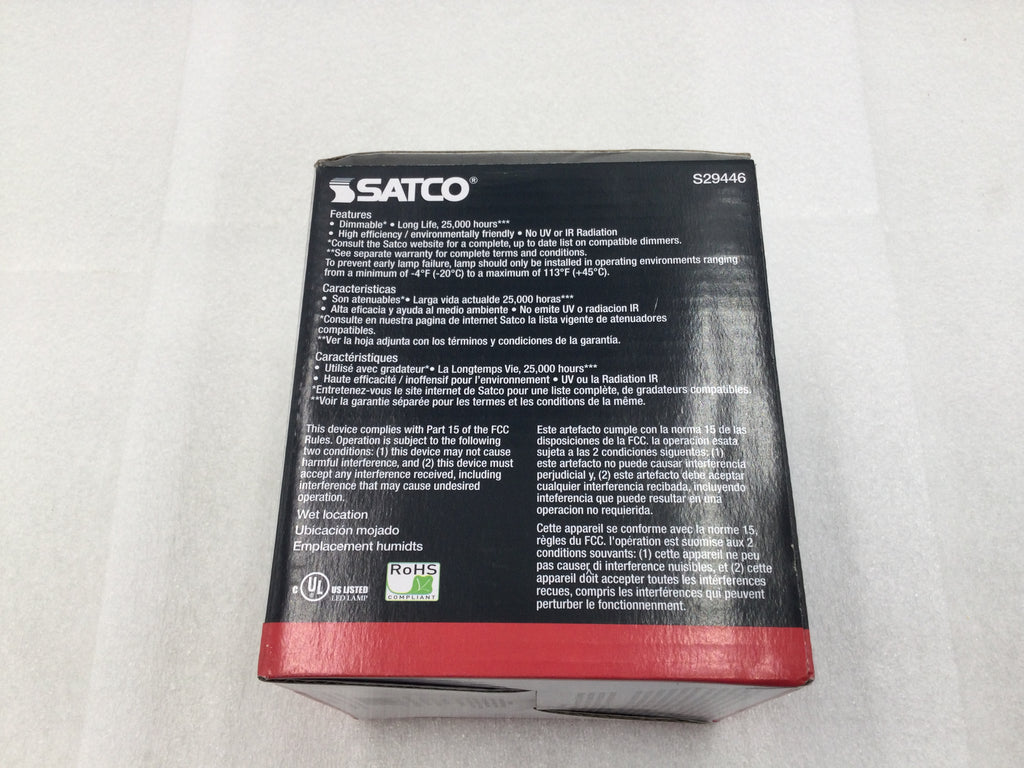 SATCO®
S29446
Features
• Dimmable* • Long Life, 25,000 hours***
• High efficiency / environmentally friendly • No UV or IR Radiation
*Consult the Satco website for a complete, up to date list on compatible dimmers.
**See separate warranty for complete terms and conditions.
To prevent early lamp failure, lamp should only be installed in operating environments ranging
from a minimum of -4°F (-20°C) to a maximum of 113°F (+45°C).
Caracteristicas
• Son atenuables*• Larga vida actualde 25,000 horas***
• Alta eficacia y ayuda al medio ambiente • No emite UV o radiacion IR
*Consulte en nuestra pagina de internet Satco la lista vigente de atenuadores
compatibles.
**Ver la hoja adjunta con los términos y condiciones de la garantía.
Caractéristiques
• Utilisé avec gradateur*• La Longtemps Vie, 25,000 hours***
• Haute efficacité / inoffensif pour l'environnement • UV ou la Radiation IR
*Entretenez-vous le site internet de Satco pour une liste complète, de gradateurs compatibles.
**Voir la garantie séparée pour les termes et les conditions de la même.
This device complies with Part 15 of the FCC
Rules. Operation is subject to the following
two conditions: (1) this device may not cause
harmful interference, and (2) this device must
accept any interference received, including
interference that may cause undesired
operation.
Wet location
Ubicación mojado
Emplacement humidts
c UL US LISTED
LED LAMP
RoHS
COMPLIANT
Este artefacto cumple con la norma 15 de las
disposiciones de la FCC. la operación esata
sujeta a las 2 condiciones siguentes: (1)
este artefacto no puede causar interferencia
perjudicial y, (2) este artefacto debe aceptar
cualquier interferencia recibada, incluyendo
inteferencia que puede resultar en una
operacion no requierida.
Cette appareil se conforme avec la norme 15,
règles du FCC. l'opération est suomise aux 2
conditions souvants: (1) cette appareil ne peu
pas causer di interference nuisibles, et (2) cette
appareil doit accepter toutes les interférences
recues, compris les interférences qui peuvent
perturber le fonctionnenment.